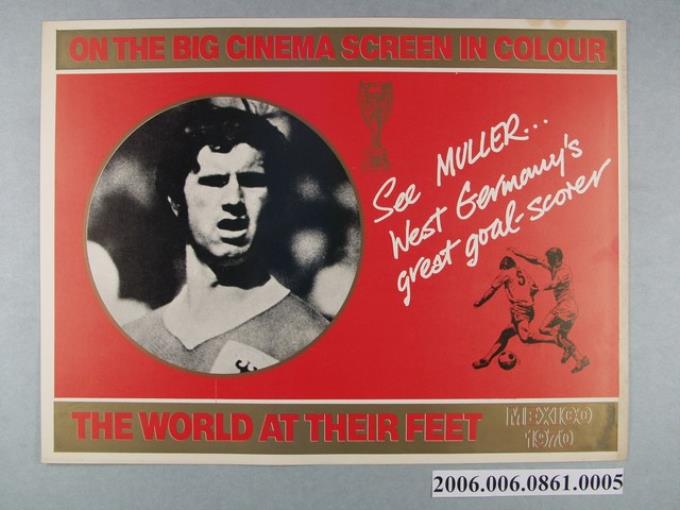 ON THE BIG CINEMA SCREEN IN COLOUR
See MULLER...
West Germany's
great goal-scorer
5
THE WORLD AT THEIR FEET
MEXICO
1970
2006.006.0861.0005